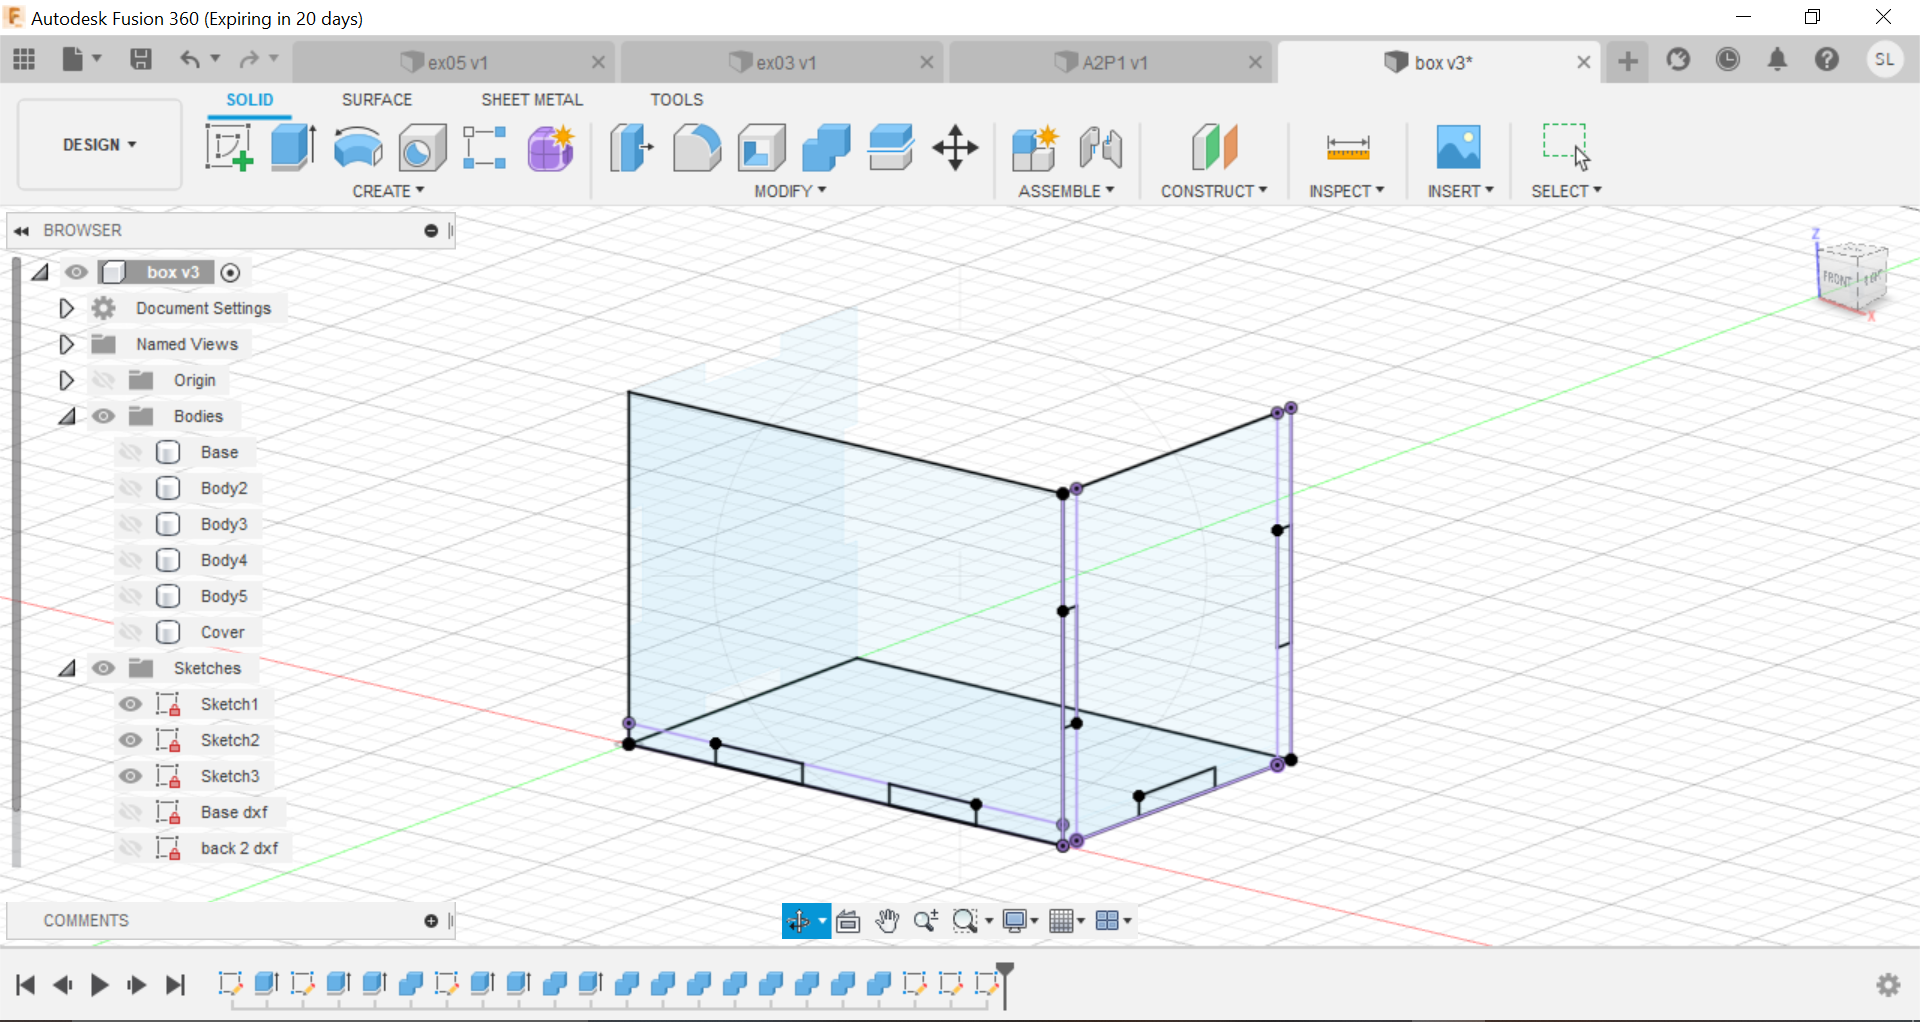 Autodesk Fusion 360 (Expiring in 20 days)
ex05 v1
ex03 v1
A2P1 v1
box v3*
SL
DESIGN
SOLID
SURFACE
SHEET METAL
TOOLS
CREATE
MODIFY
ASSEMBLE
CONSTRUCT
INSPECT
INSERT
SELECT
BROWSER
box v3
Document Settings
Named Views
Origin
Bodies
Base
Body2
Body3
Body4
Body5
Cover
Sketches
Sketch1
Sketch2
Sketch3
Base dxf
back 2 dxf
Z
FRONT
X
COMMENTS